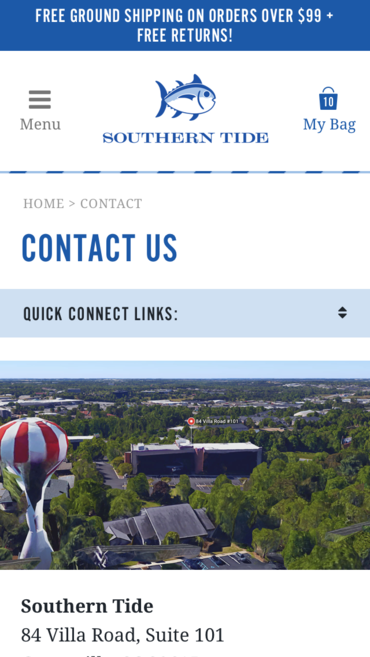 FREE GROUND SHIPPING ON ORDERS OVER $99 +
FREE RETURNS!
Menu
SOUTHERN TIDE
10
My Bag
HOME > CONTACT
CONTACT US
QUICK CONNECT LINKS:
84 Villa Road #101
Southern Tide
84 Villa Road, Suite 101